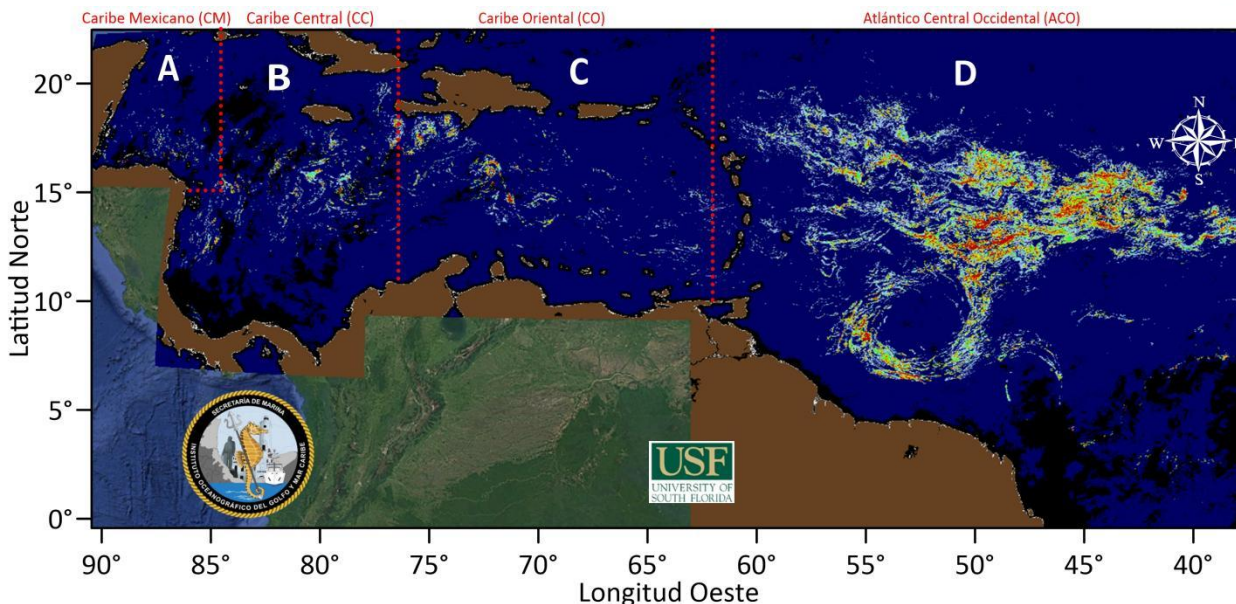 Caribe Mexicano (CM) Caribe Central (CC) Caribe Oriental (CO) Atlántico Central Occidental (ACO)
A B C D
20°
15°
10°
5°
0°
Latitud Norte
N
W
S
SECRETARÍA DE MARINA
INSTITUTO OCEANOGRÁFICO DEL GOLFO Y MAR CARIBE
USF
UNIVERSITY OF
SOUTH FLORIDA
90° 85° 80° 75° 70° 65° 60° 55° 50° 45° 40°
Longitud Oeste